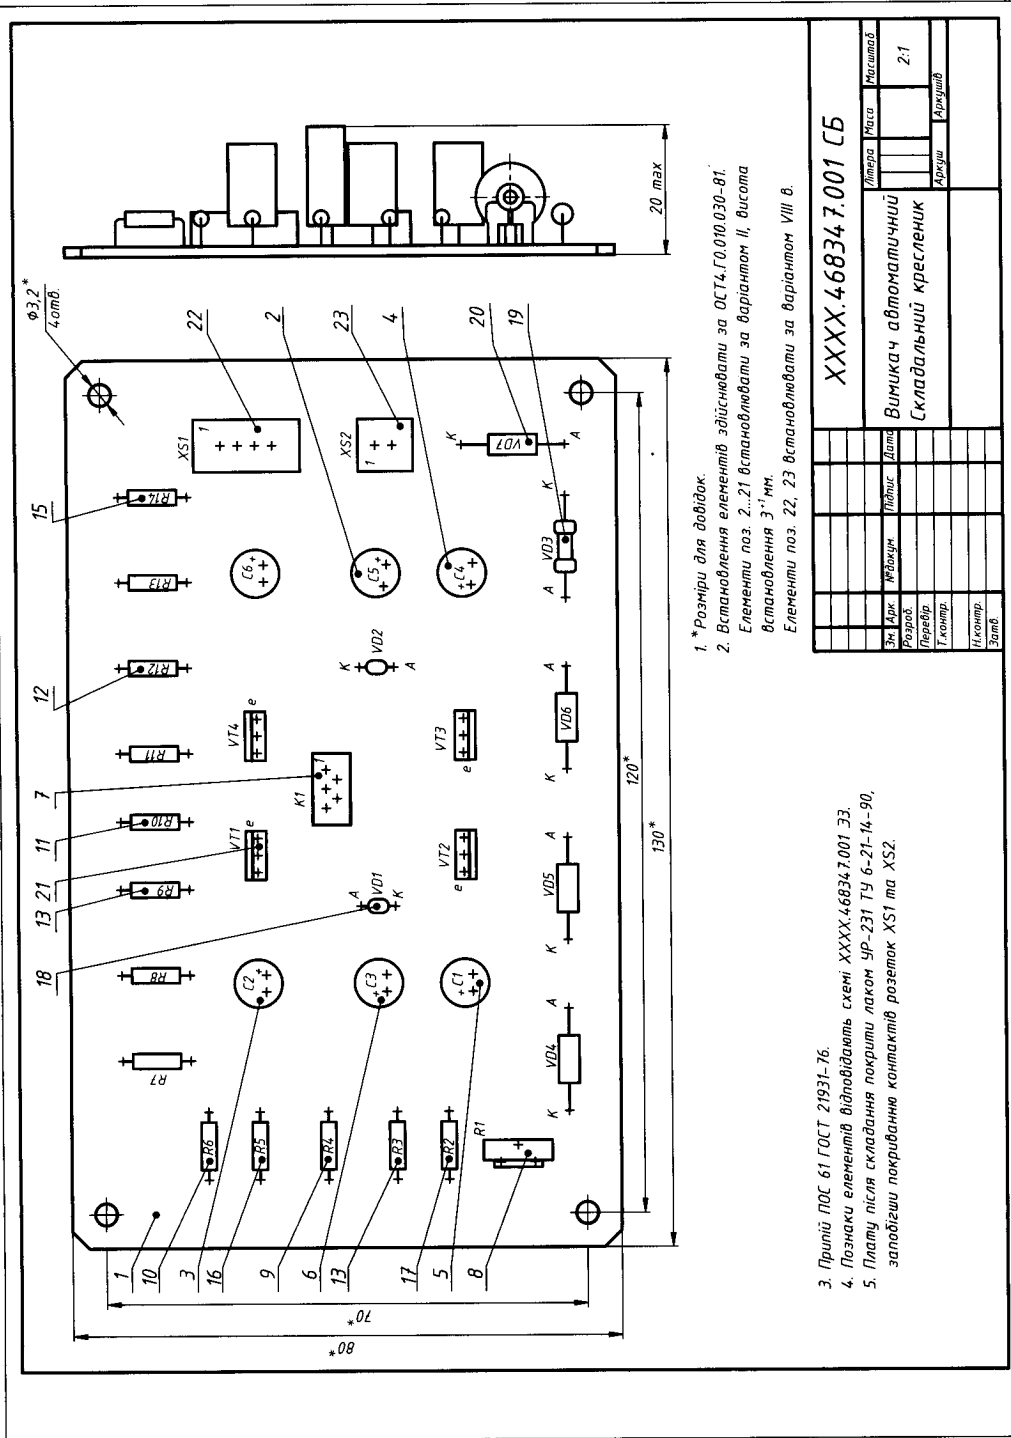 1
10
3
16
9
6
13
17
5
8
18
13
21
11
7
12
15
22
2
23
4
20
19
Ф3,2*
4отв.
R7
R8
R9
R10
R11
R12
R13
R14
R6
R5
R4
R3
R2
R1
C2
C3
C1
C6
C5
C4
VT1
e
VT4
e
VT2
e
VT3
e
K1
1
VD1
А
К
VD2
К
А
XS1
1
XS2
1
VD4
К
А
VD5
К
А
VD6
К
А
VD3
А
К
VD7
К
А
70*
80*
120*
130*
20 max
1. *Розміри для довідок.
2. Встановлення елементів здійснювати за ОСТ4.ГО.010.030-81.
Елементи поз. 2...21 встановлювати за варіантом II, висота
встановлення 3⁺¹ мм.
Елементи поз. 22, 23 встановлювати за варіантом VIII в.
3. Припій ПОС 61 ГОСТ 21931-76.
4. Познаки елементів відповідають схемі XXXX.468347.001 ЭЗ.
5. Плату після складання покрити лаком УР-231 ТУ 6-21-14-90,
запобігши покриванню контактів розеток XS1 та XS2.
XXXX.468347.001 СБ
Вимикач автоматичний
Складальний кресленик
Літера
Маса
Масштаб
2:1
Аркуш
Аркушів
Зм.
Арк.
№докум.
Підпис
Дата
Розроб.
Перевір.
Т.контр.
Н.контр.
Затв.